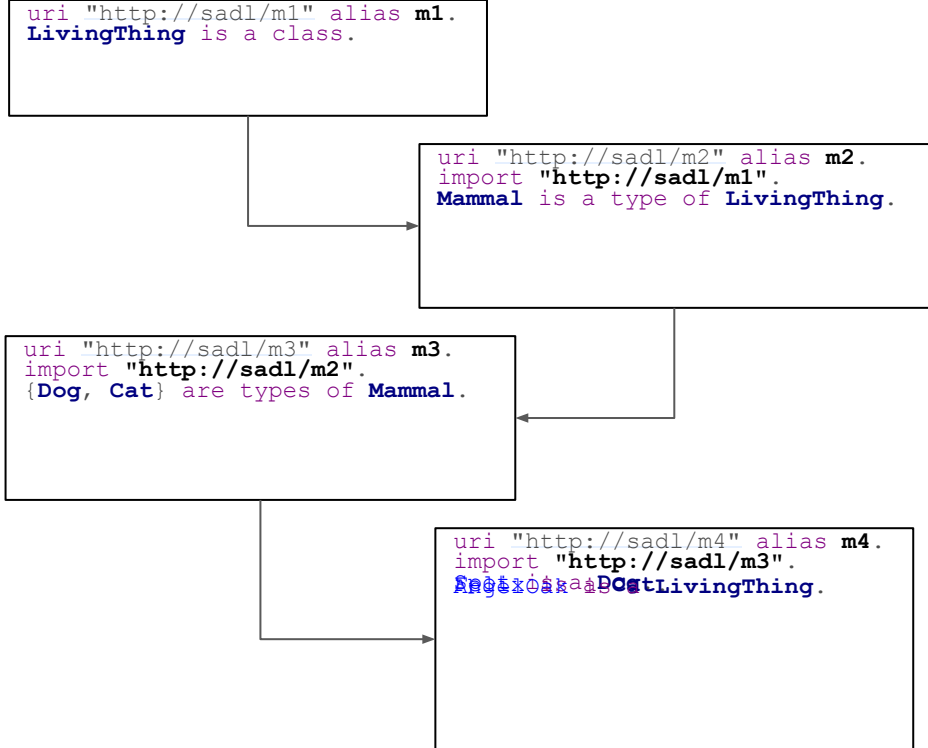 uri "http://sadl/m1" alias m1.
LivingThing is a class.
uri "http://sadl/m2" alias m2.
import "http://sadl/m1".
Mammal is a type of LivingThing.
uri "http://sadl/m3" alias m3.
import "http://sadl/m2".
{Dog, Cat} are types of Mammal.
uri "http://sadl/m4" alias m4.
import "http://sadl/m3".
LivingThing.